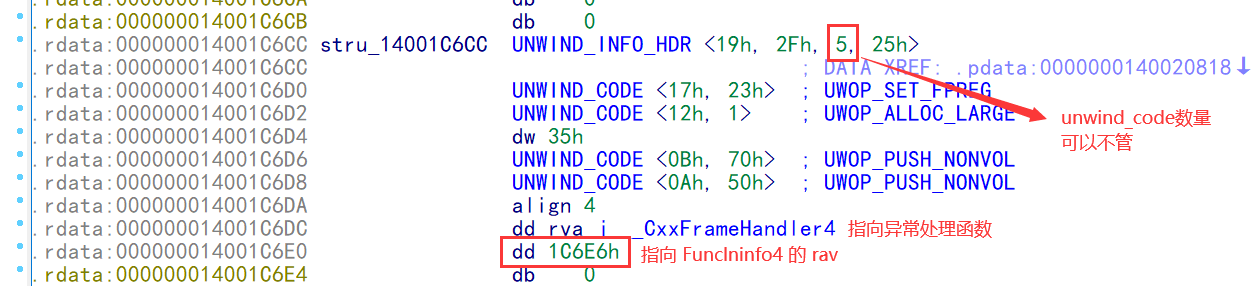 .rdata:000000014001C6CA db 0
.rdata:000000014001C6CB db 0
.rdata:000000014001C6CC stru_14001C6CC UNWIND_INFO_HDR <19h, 2Fh, 5, 25h>
.rdata:000000014001C6CC ; DATA XREF: .pdata:0000000140020818↓
.rdata:000000014001C6D0 UNWIND_CODE <17h, 23h> ; UWOP_SET_FPREG
.rdata:000000014001C6D2 UNWIND_CODE <12h, 1> ; UWOP_ALLOC_LARGE
unwind_code数量
可以不管
.rdata:000000014001C6D4 dw 35h
.rdata:000000014001C6D6 UNWIND_CODE <0Bh, 70h> ; UWOP_PUSH_NONVOL
.rdata:000000014001C6D8 UNWIND_CODE <0Ah, 50h> ; UWOP_PUSH_NONVOL
.rdata:000000014001C6DA align 4
.rdata:000000014001C6DC dd rva j __CxxFrameHandler4 指向异常处理函数
.rdata:000000014001C6E0 dd 1C6E6h 指向 FuncIninfo4 的 rav
.rdata:000000014001C6E4 db 0